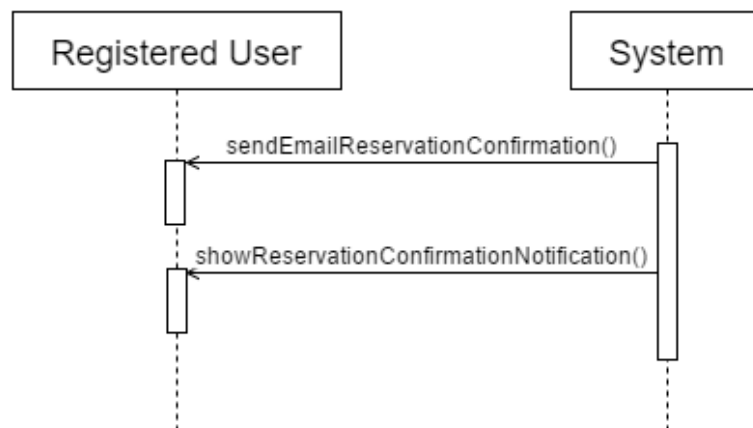 Registered User
System
sendEmailReservationConfirmation()
showReservationConfirmationNotification()